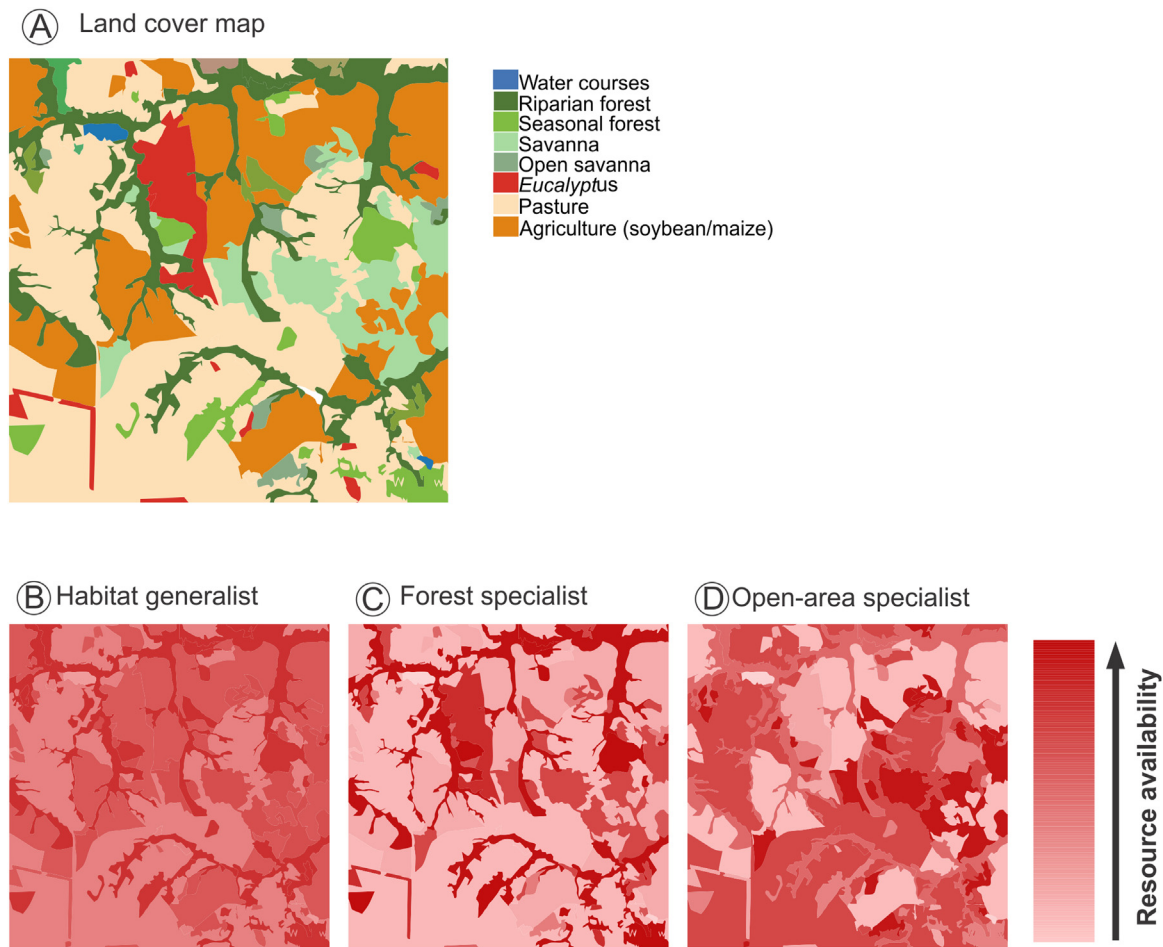 A Land cover map
Water courses
Riparian forest
Seasonal forest
Savanna
Open savanna
Eucalyptus
Pasture
Agriculture (soybean/maize)
W w
B Habitat generalist
C Forest specialist
D Open-area specialist
W w
W w
Resource availability